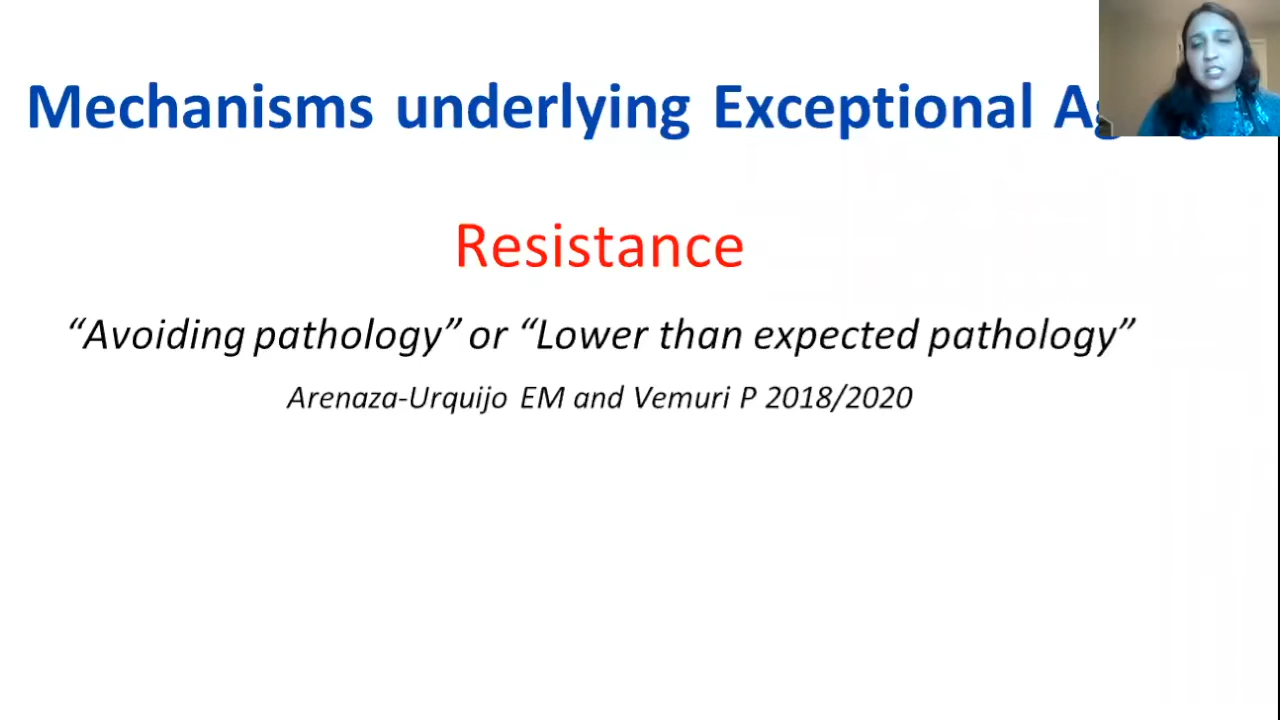 Mechanisms underlying Exceptional
Resistance
“Avoiding pathology” or “Lower than expected pathology”
Arenaza-Urquijo EM and Vemuri P 2018/2020